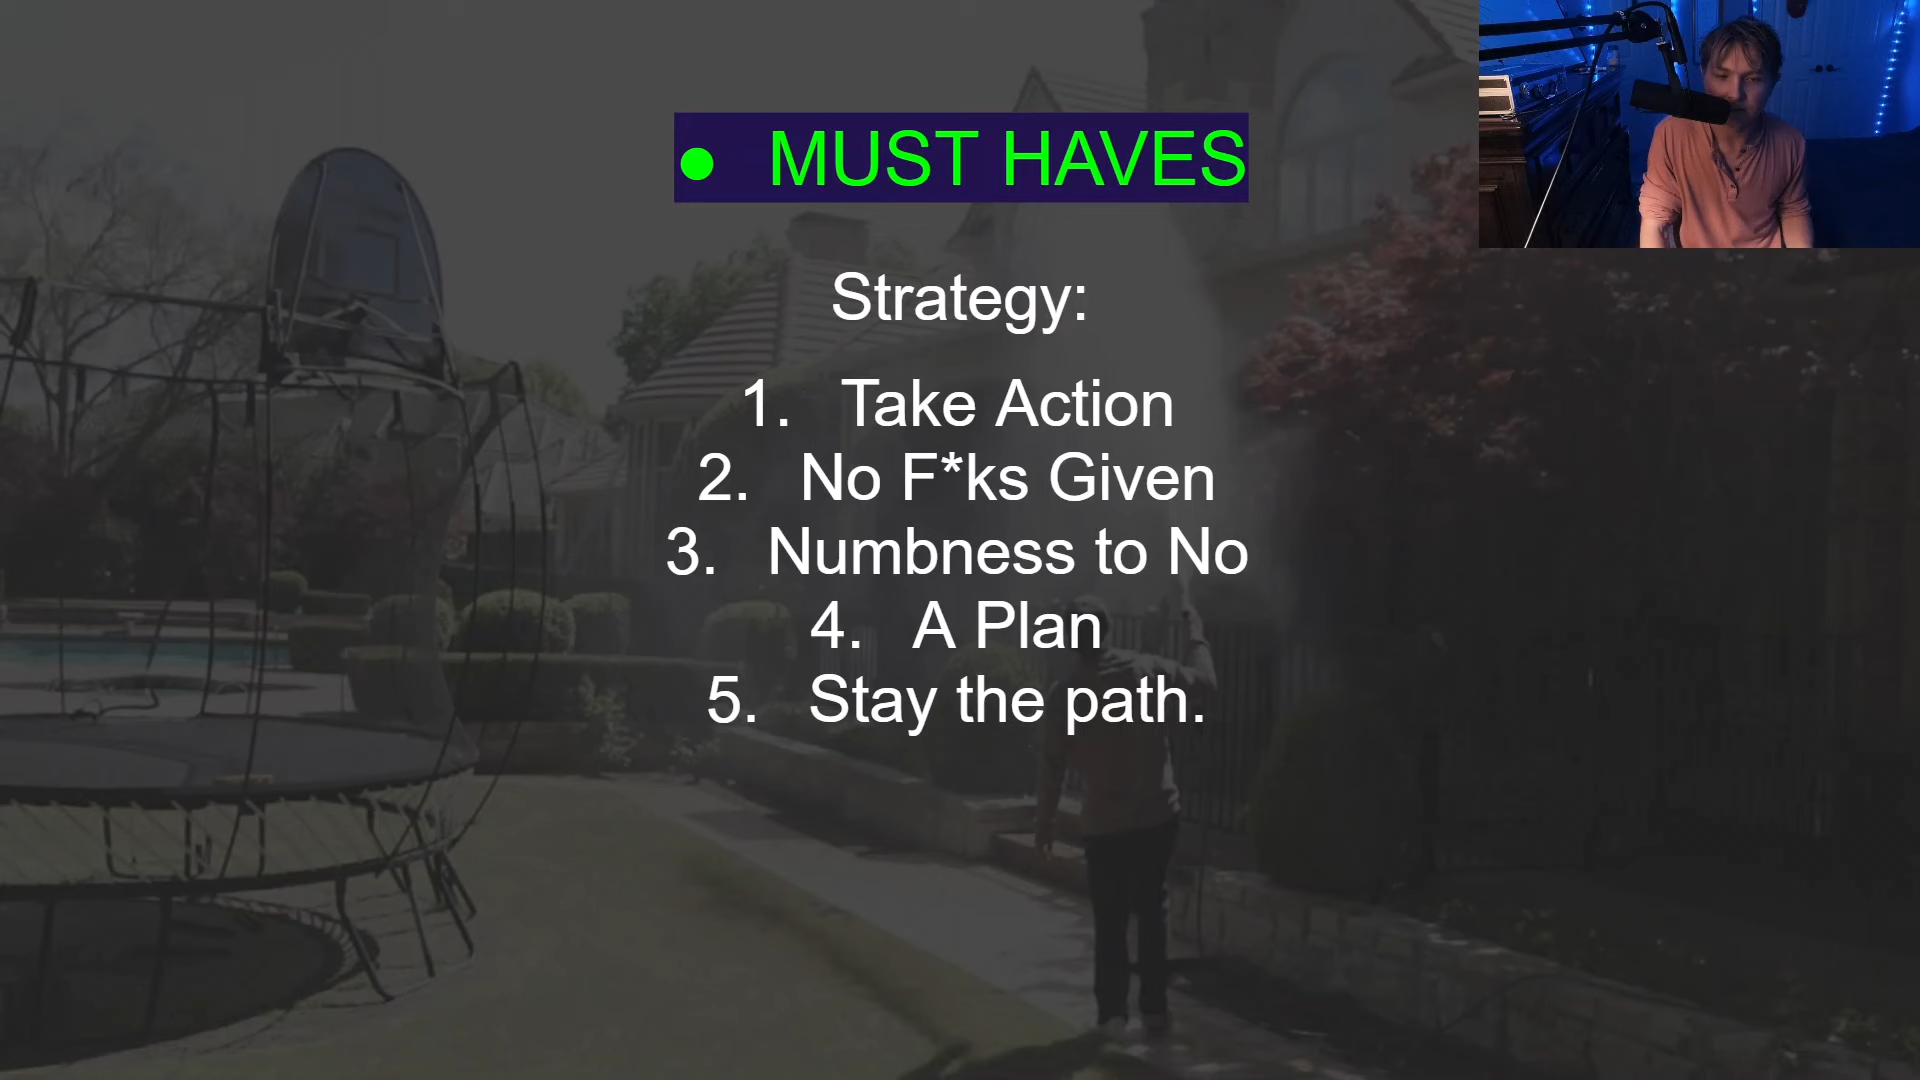 ● MUST HAVES
Strategy:
1. Take Action
2. No F*ks Given
3. Numbness to No
4. A Plan
5. Stay the path.